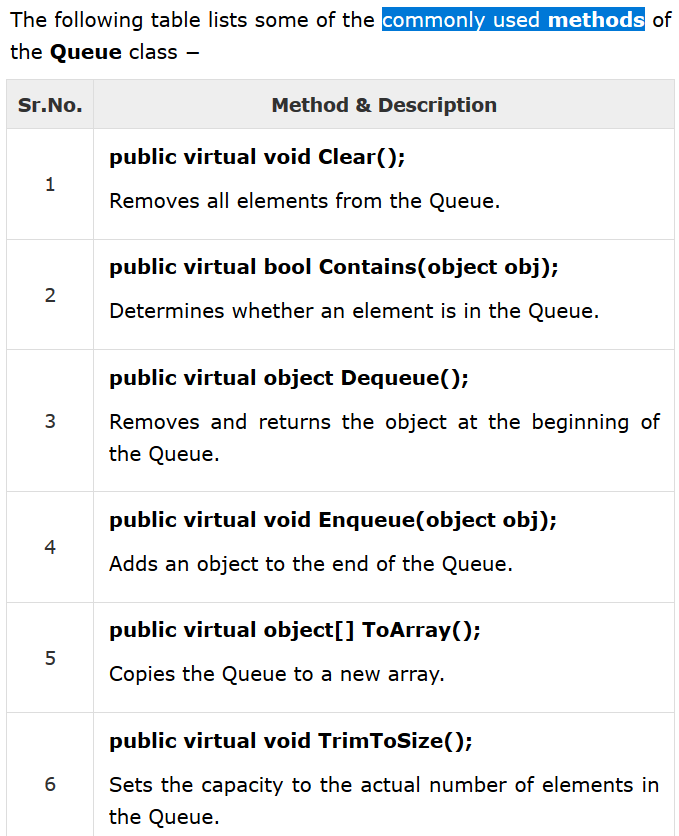 The following table lists some of the commonly used methods of
the Queue class −
Sr.No.
Method & Description
1
public virtual void Clear();
Removes all elements from the Queue.
2
public virtual bool Contains(object obj);
Determines whether an element is in the Queue.
3
public virtual object Dequeue();
Removes and returns the object at the beginning of
the Queue.
4
public virtual void Enqueue(object obj);
Adds an object to the end of the Queue.
5
public virtual object[] ToArray();
Copies the Queue to a new array.
6
public virtual void TrimToSize();
Sets the capacity to the actual number of elements in
the Queue.